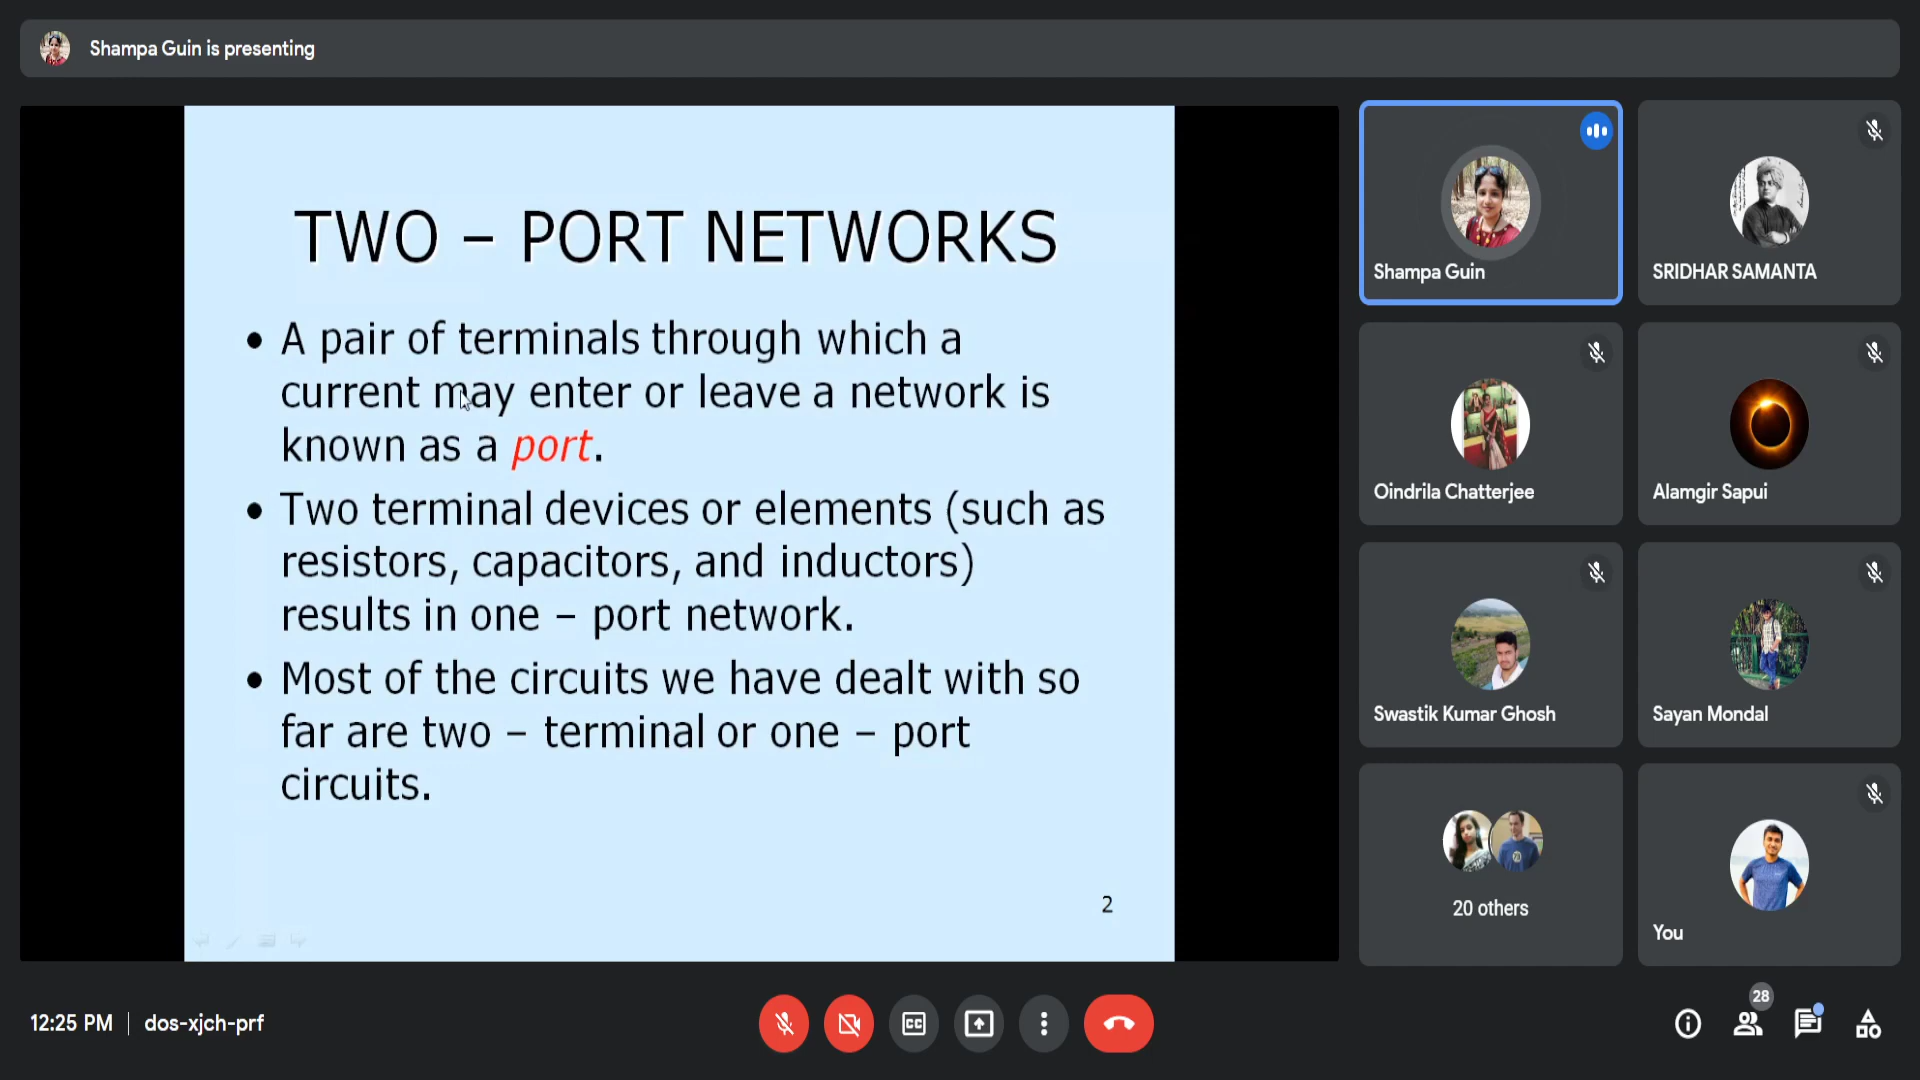 Shampa Guin is presenting
TWO – PORT NETWORKS
• A pair of terminals through which a
current may enter or leave a network is
known as a port.
• Two terminal devices or elements (such as
resistors, capacitors, and inductors)
results in one – port network.
• Most of the circuits we have dealt with so
far are two – terminal or one – port
circuits.
2
Shampa Guin
SRIDHAR SAMANTA
Oindrila Chatterjee
Alamgir Sapui
Swastik Kumar Ghosh
Sayan Mondal
20 others
You
12:25 PM | dos-xjch-prf
CC
28